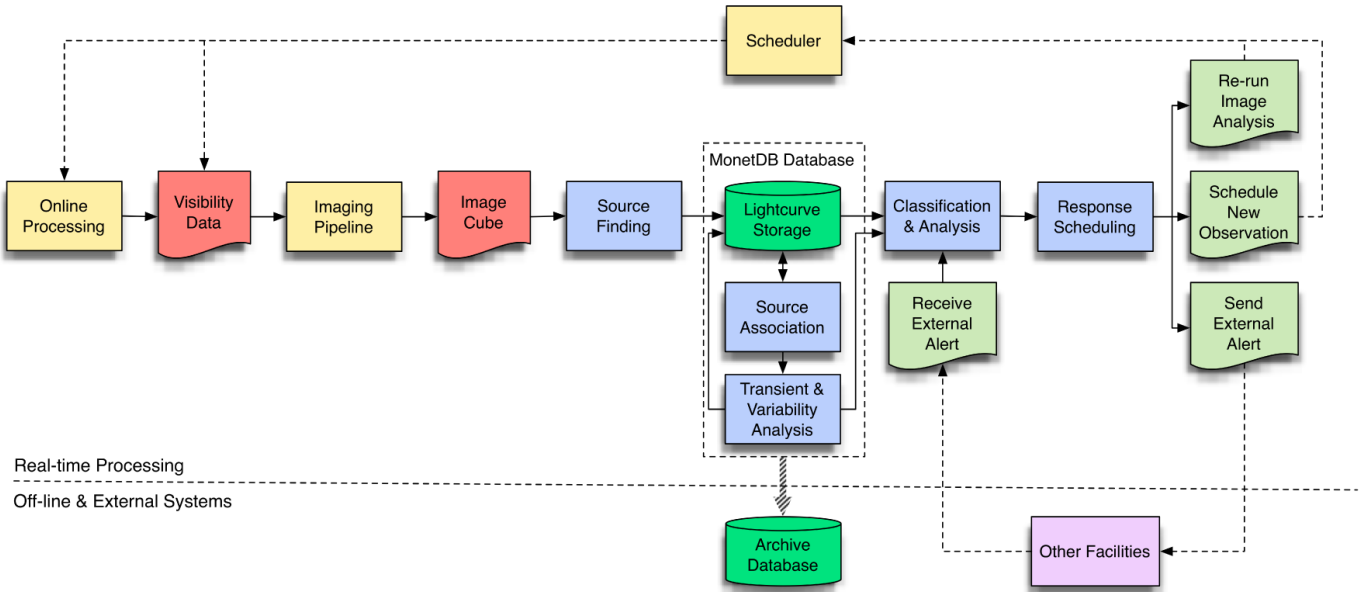 Scheduler
Re-run
Image
Analysis
MonetDB Database
Online
Processing
Visibility
Data
Imaging
Pipeline
Image
Cube
Source
Finding
Lightcurve
Storage
Classification
& Analysis
Response
Scheduling
Schedule
New
Observation
Source
Association
Receive
External
Alert
Send
External
Alert
Transient &
Variability
Analysis
Real-time Processing
Off-line & External Systems
Archive
Database
Other Facilities